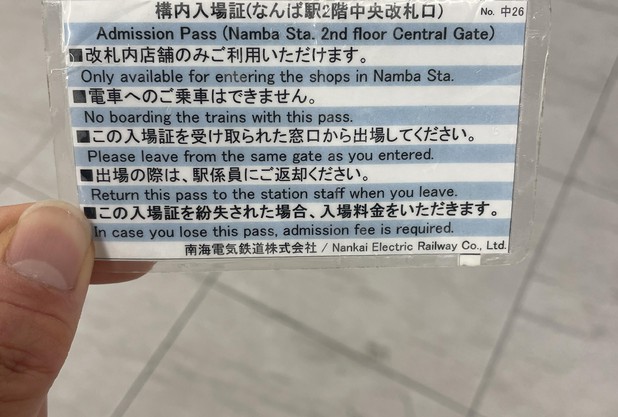 構内入場証(なんば駅2階中央改札口)
No. 中26
Admission Pass (Namba Sta. 2nd floor Central Gate)
■改札内店舗のみご利用いただけます。
Only available for entering the shops in Namba Sta.
■電車へのご乗車はできません。
No boarding the trains with this pass.
■この入場証を受け取られた窓口から出場してください。
Please leave from the same gate as you entered.
■出場の際は、駅係員にご返却ください。
Return this pass to the station staff when you leave.
■この入場証を紛失された場合、入場料金をいただきます。
In case you lose this pass, admission fee is required.
南海電気鉄道株式会社 / Nankai Electric Railway Co., Ltd.